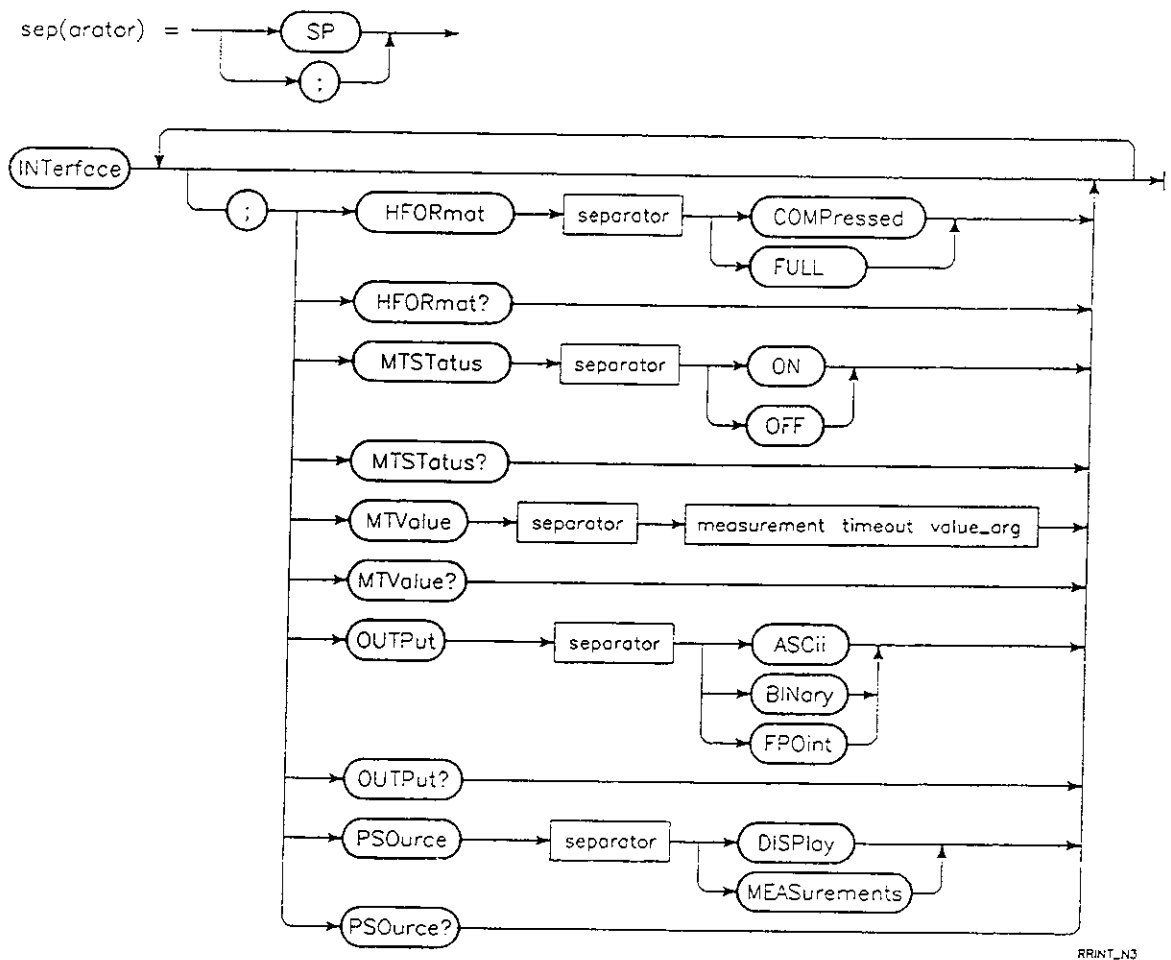 sep(arator) = SP
;
INTerface
; HFORmat separator COMPressed
FULL
HFORmat?
MTSTatus separator ON
OFF
MTSTatus?
MTValue separator measurement timeout value_arg
MTValue?
OUTPut separator ASCii
BINary
FPOint
OUTPut?
PSOurce separator DISPlay
MEASurements
PSOurce?
RRINT_N3